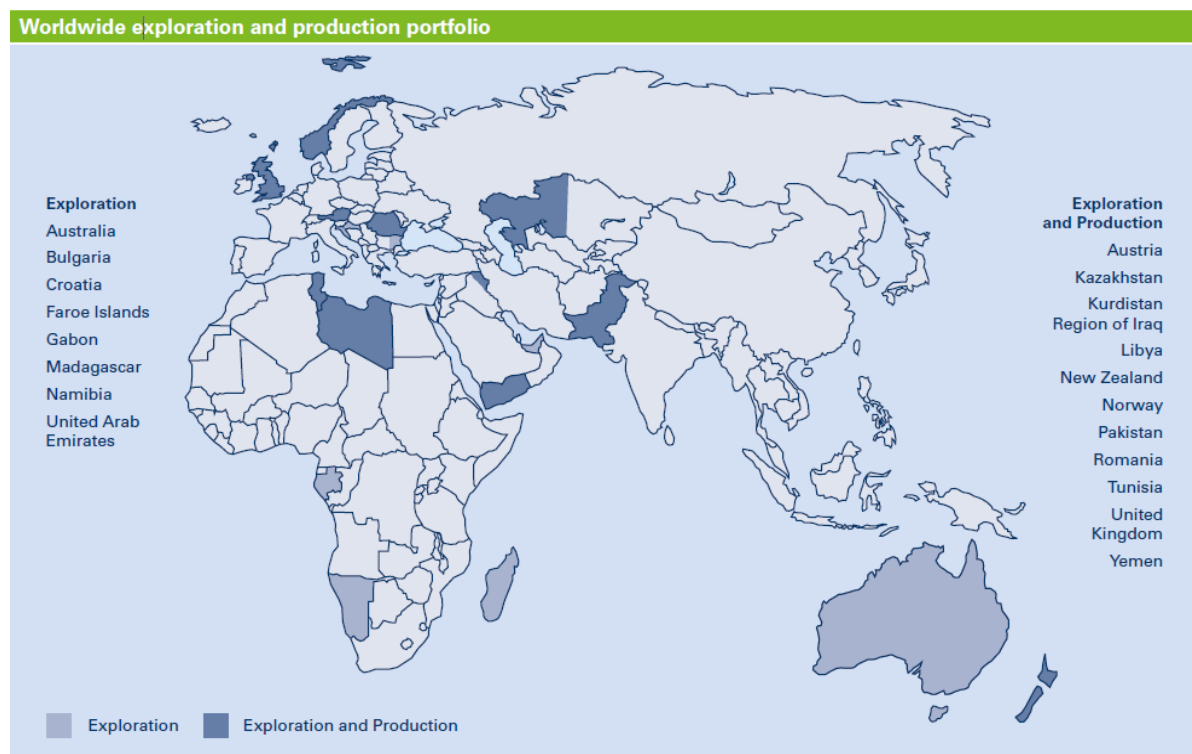 Worldwide exploration and production portfolio
Exploration
Australia
Bulgaria
Croatia
Faroe Islands
Gabon
Madagascar
Namibia
United Arab
Emirates
Exploration
and Production
Austria
Kazakhstan
Kurdistan
Region of Iraq
Libya
New Zealand
Norway
Pakistan
Romania
Tunisia
United
Kingdom
Yemen
Exploration
Exploration and Production